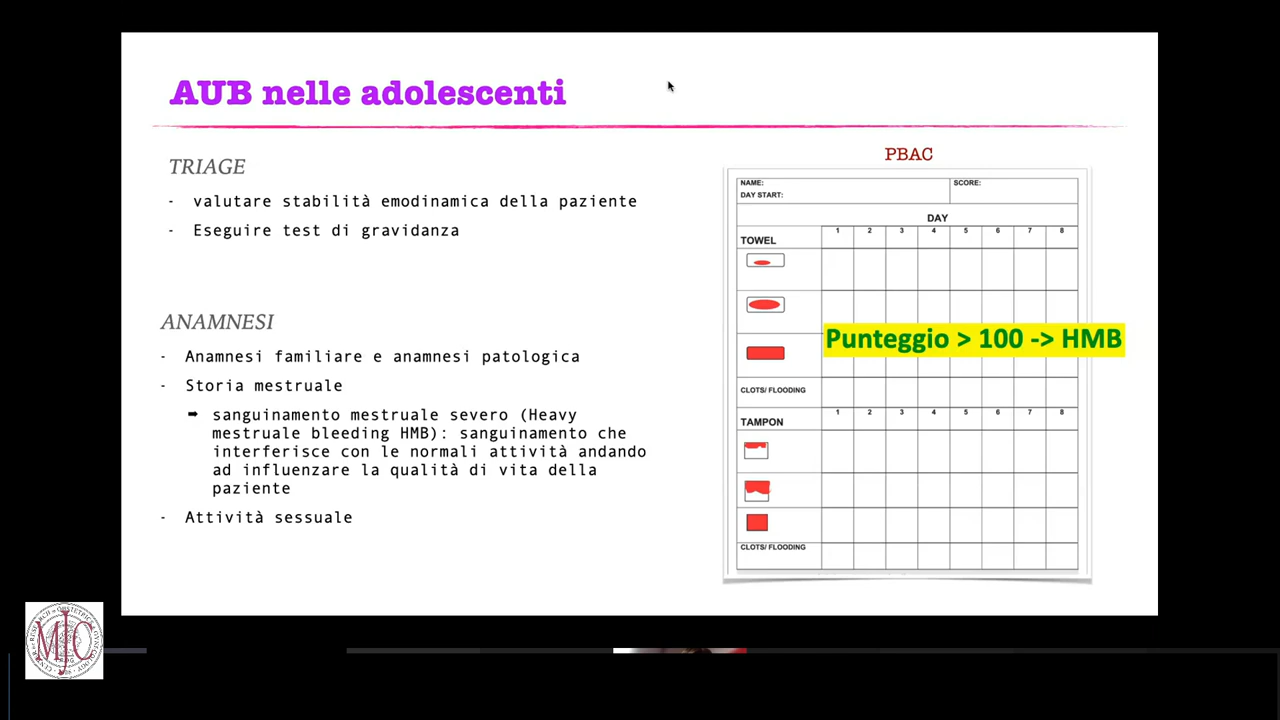 AUB nelle adolescenti
TRIAGE
- valutare stabilità emodinamica della paziente
- Eseguire test di gravidanza
ANAMNESI
- Anamnesi familiare e anamnesi patologica
- Storia mestruale
➡ sanguinamento mestruale severo (Heavy
mestruale bleeding HMB): sanguinamento che
interferisce con le normali attività andando
ad influenzare la qualità di vita della
paziente
- Attività sessuale
PBAC
NAME:
SCORE:
DAY START:
DAY
TOWEL
1 2 3 4 5 6 7 8
Punteggio > 100 -> HMB
CLOTS/ FLOODING
TAMPON
1 2 3 4 5 6 7 8
CLOTS/ FLOODING
MJC